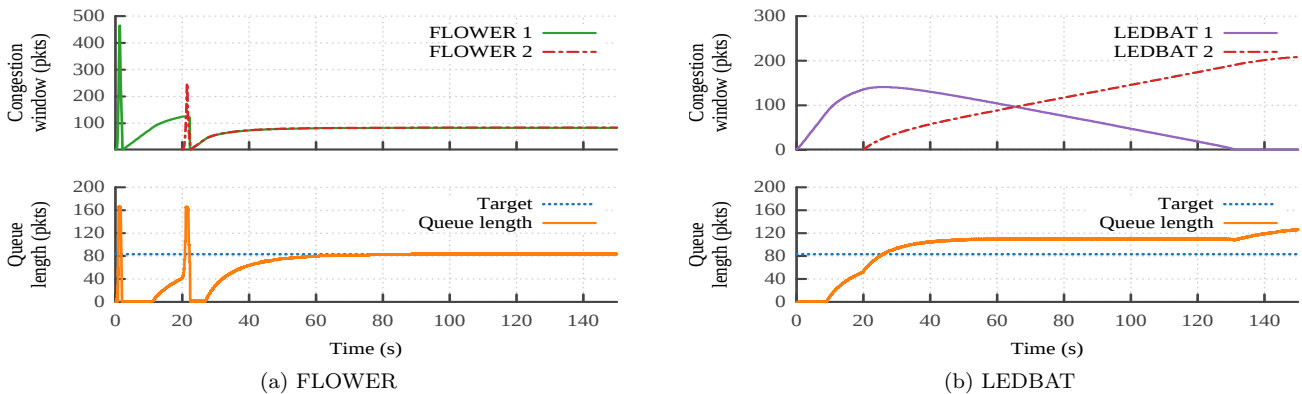 500
400
300
200
100
0
Congestion
window (pkts)
FLOWER 1
FLOWER 2
200
160
120
80
40
0
Queue
length (pkts)
Target
Queue length
0 20 40 60 80 100 120 140
Time (s)
(a) FLOWER
300
200
100
0
Congestion
window (pkts)
LEDBAT 1
LEDBAT 2
200
160
120
80
40
0
Queue
length (pkts)
Target
Queue length
0 20 40 60 80 100 120 140
Time (s)
(b) LEDBAT